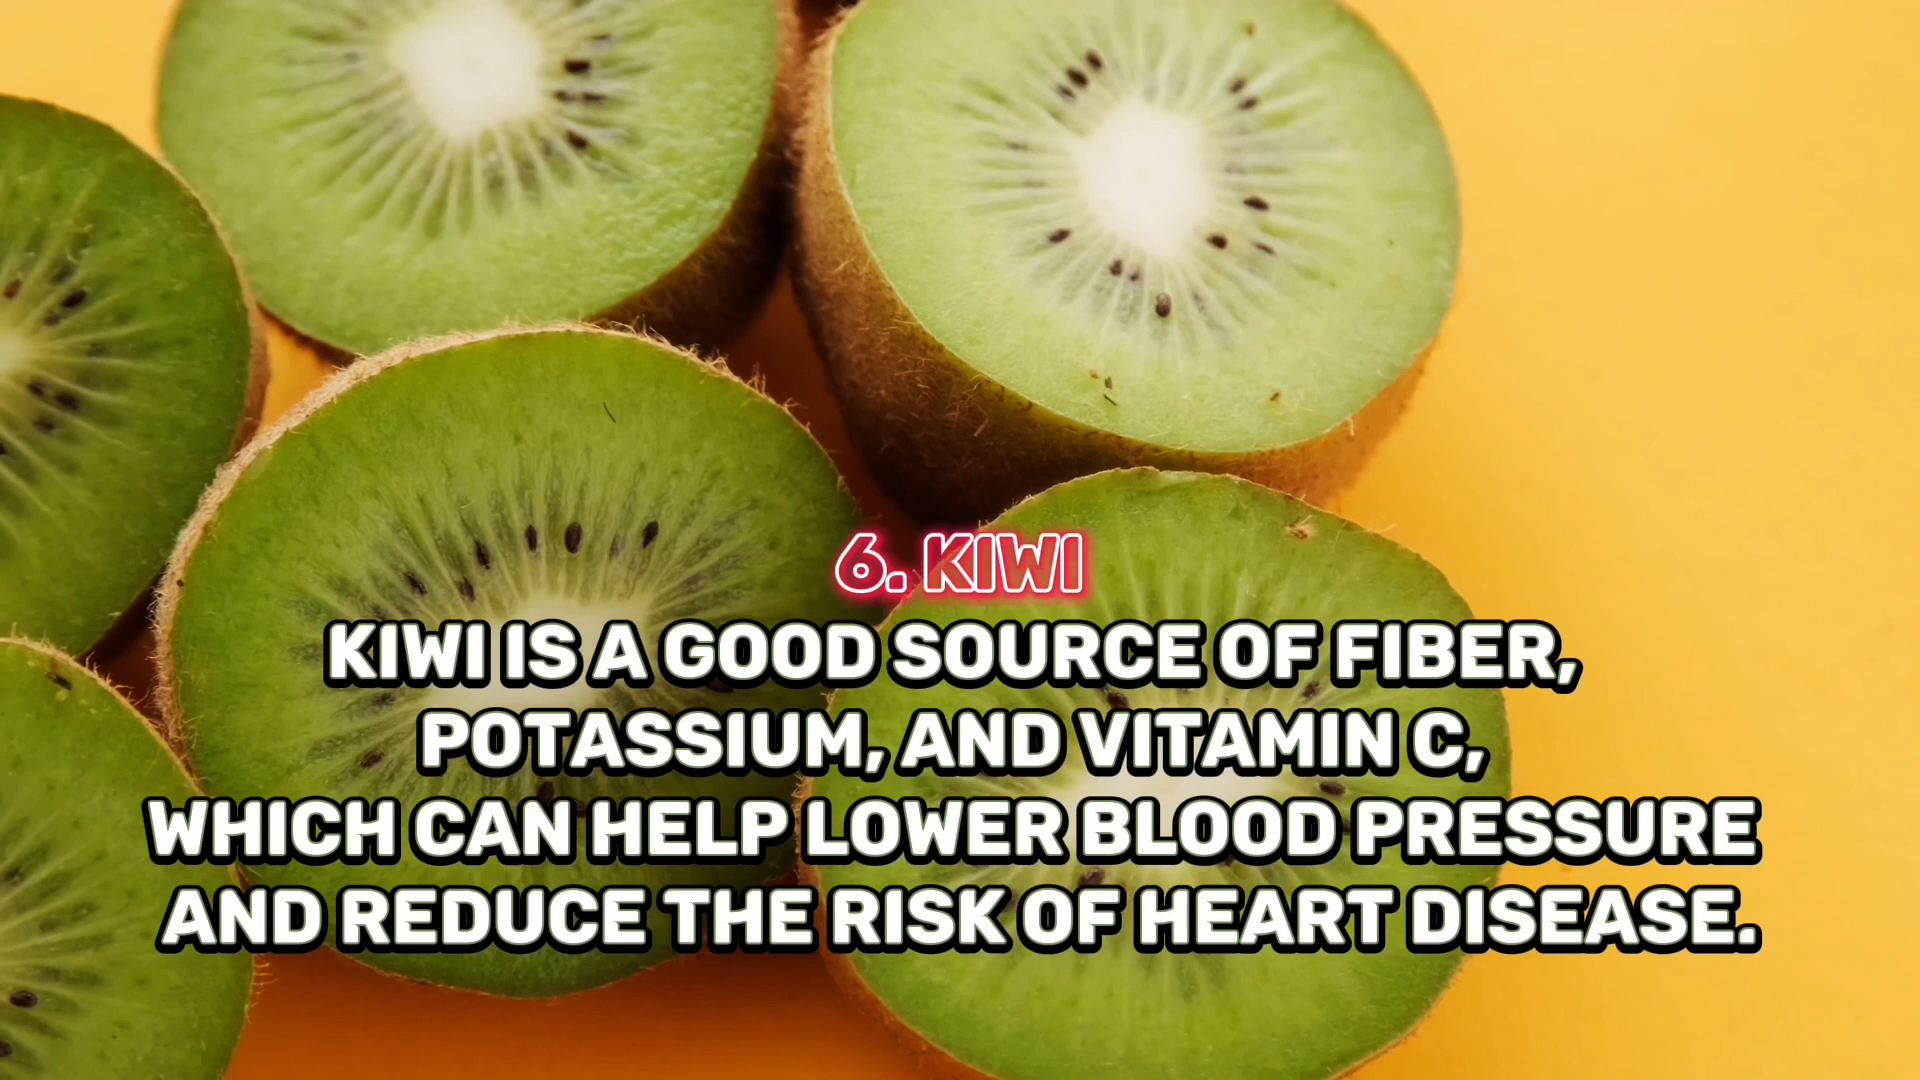 6. KIWI
KIWI IS A GOOD SOURCE OF FIBER,
POTASSIUM, AND VITAMIN C,
WHICH CAN HELP LOWER BLOOD PRESSURE
AND REDUCE THE RISK OF HEART DISEASE.